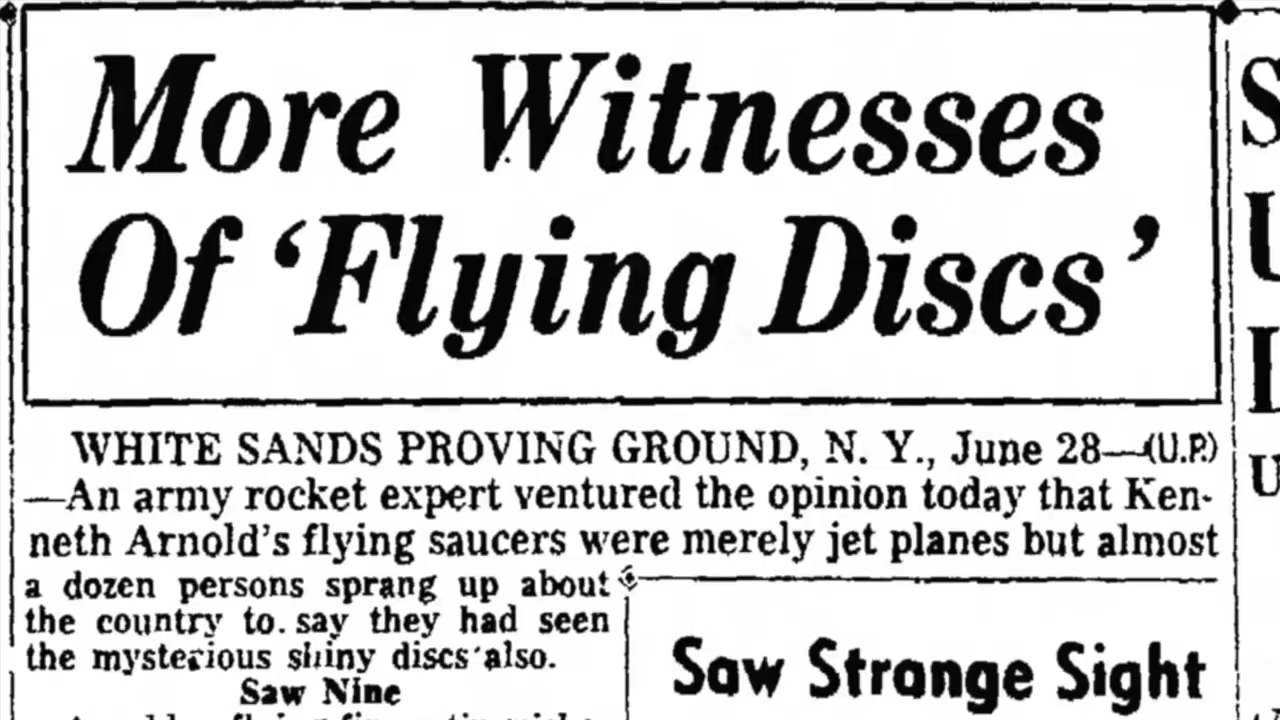 More Witnesses
Of 'Flying Discs'
WHITE SANDS PROVING GROUND, N. Y., June 28—(U.P.)
—An army rocket expert ventured the opinion today that Ken-
neth Arnold's flying saucers were merely jet planes but almost
a dozen persons sprang up about
the country to say they had seen
the mysterious shiny discs also.
Saw Nine
Saw Strange Sight